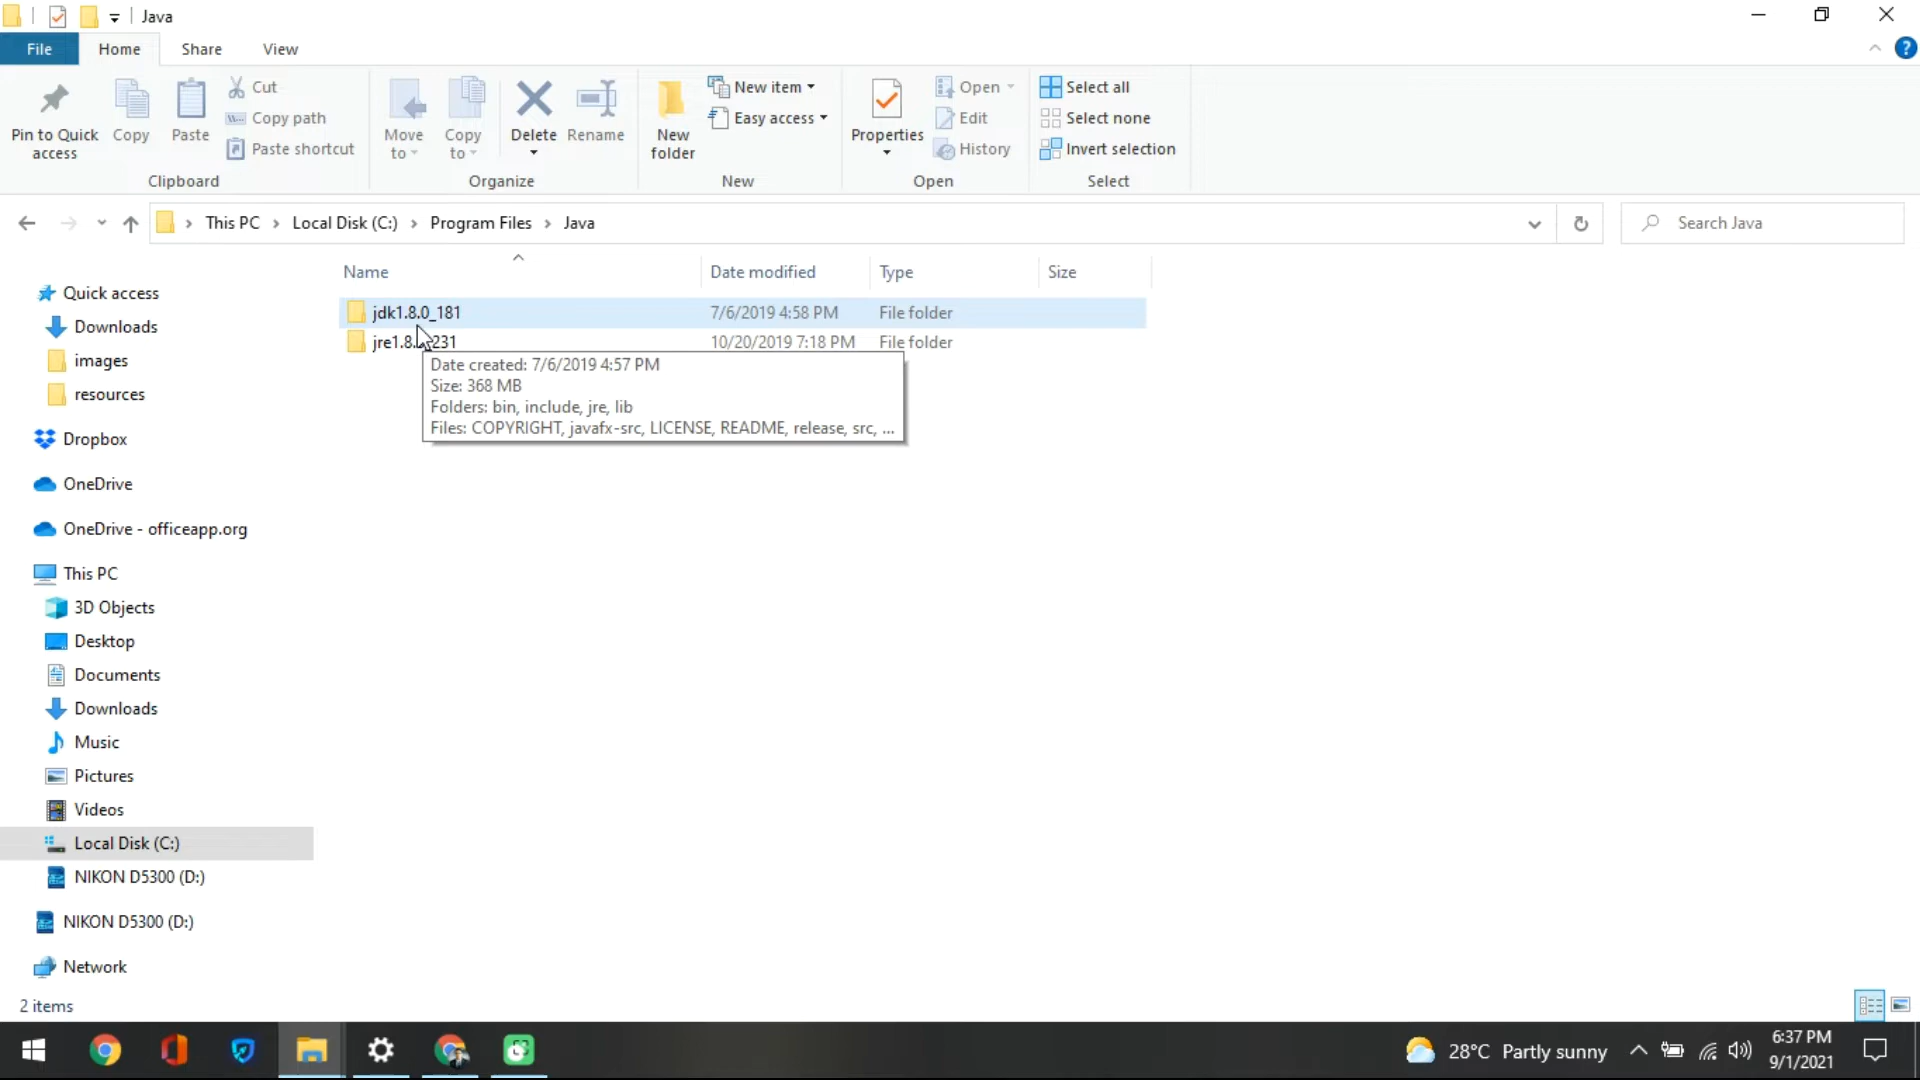 Java
File Home Share View
Pin to Quick access
Copy
Paste
Cut
Copy path
Paste shortcut
Clipboard
Move to
Copy to
Delete
Rename
Organize
New folder
New item
Easy access
New
Properties
Open
Edit
History
Open
Select all
Select none
Invert selection
Select
This PC > Local Disk (C:) > Program Files > Java
Search Java
Name Date modified Type Size
jdk1.8.0_181 7/6/2019 4:58 PM File folder
jre1.8. 231 10/20/2019 7:18 PM File folder
Date created: 7/6/2019 4:57 PM
Size: 368 MB
Folders: bin, include, jre, lib
Files: COPYRIGHT, javafx-src, LICENSE, README, release, src, ...
Quick access
Downloads
images
resources
Dropbox
OneDrive
OneDrive - officeapp.org
This PC
3D Objects
Desktop
Documents
Downloads
Music
Pictures
Videos
Local Disk (C:)
NIKON D5300 (D:)
NIKON D5300 (D:)
Network
2 items
28°C Partly sunny
6:37 PM
9/1/2021